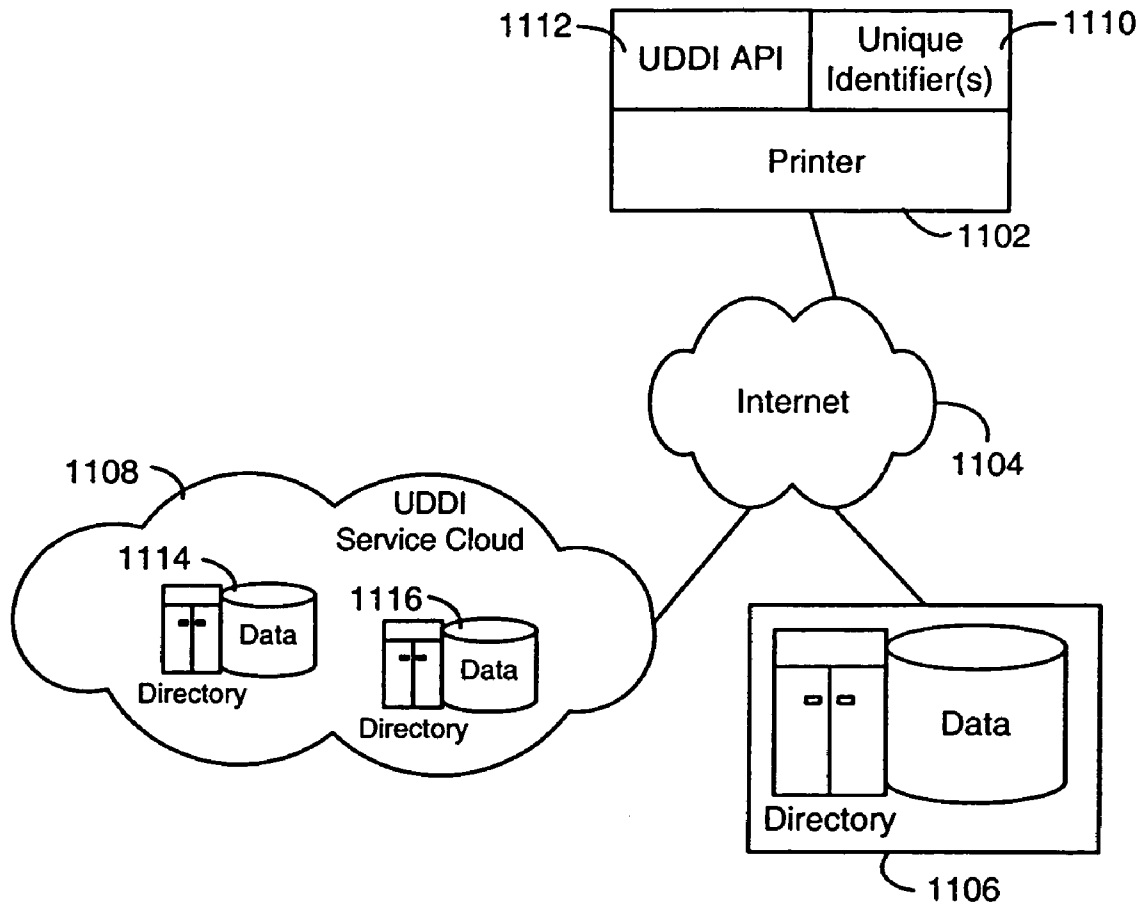 1112
UDDI API
Unique
Identifier(s)
1110
Printer
1102
Internet
1104
1108
UDDI
Service Cloud
1114
Data
Directory
1116
Data
Directory
Data
Directory
1106